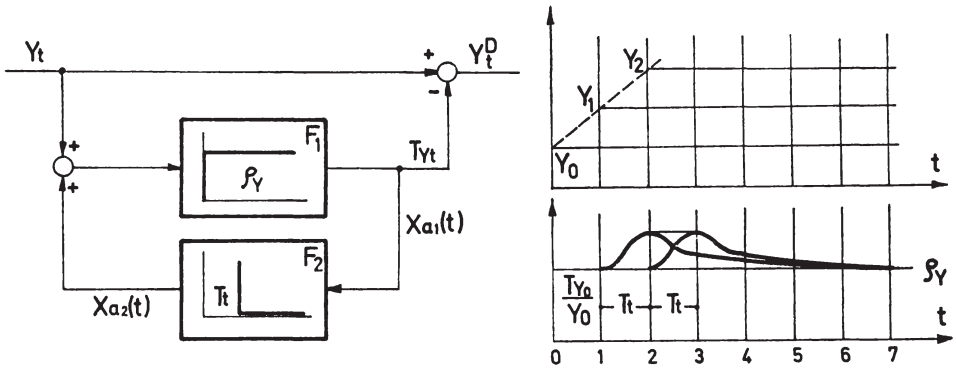 Yt
+
Y_t^D
−
+
+
F1
ρY
TYt
Xa1(t)
F2
Tt
Xa2(t)
Y2
Y1
Y0
t
TY0
Y0
Tt
Tt
ρY
t
0 1 2 3 4 5 6 7